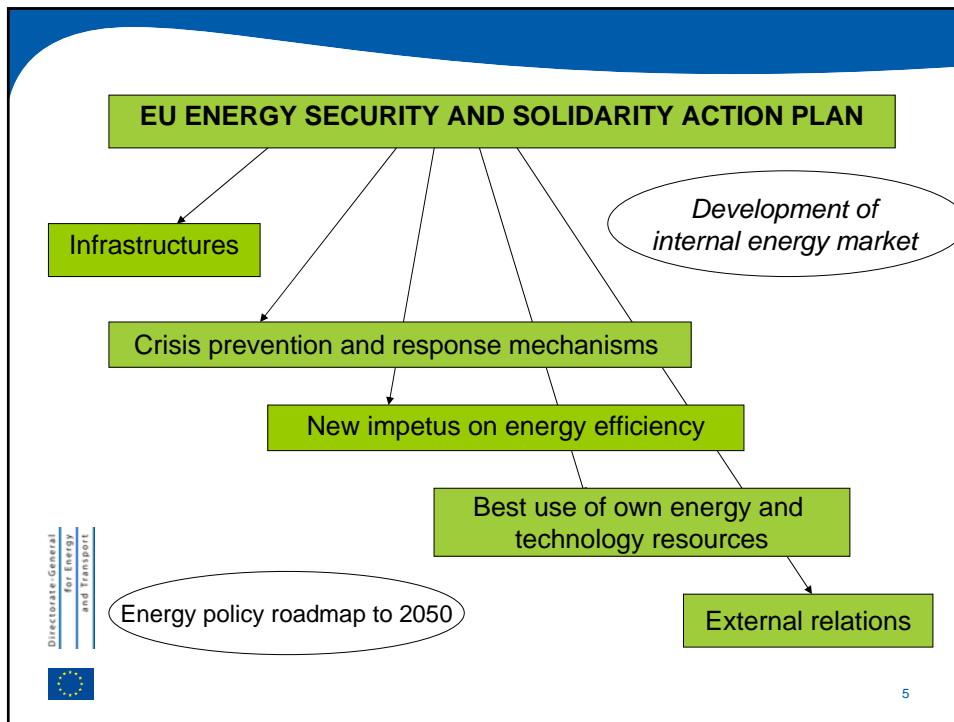 EU ENERGY SECURITY AND SOLIDARITY ACTION PLAN
Development of
internal energy market
Infrastructures
Crisis prevention and response mechanisms
New impetus on energy efficiency
Best use of own energy and
technology resources
Directorate-General
for Energy
and Transport
Energy policy roadmap to 2050
External relations
5